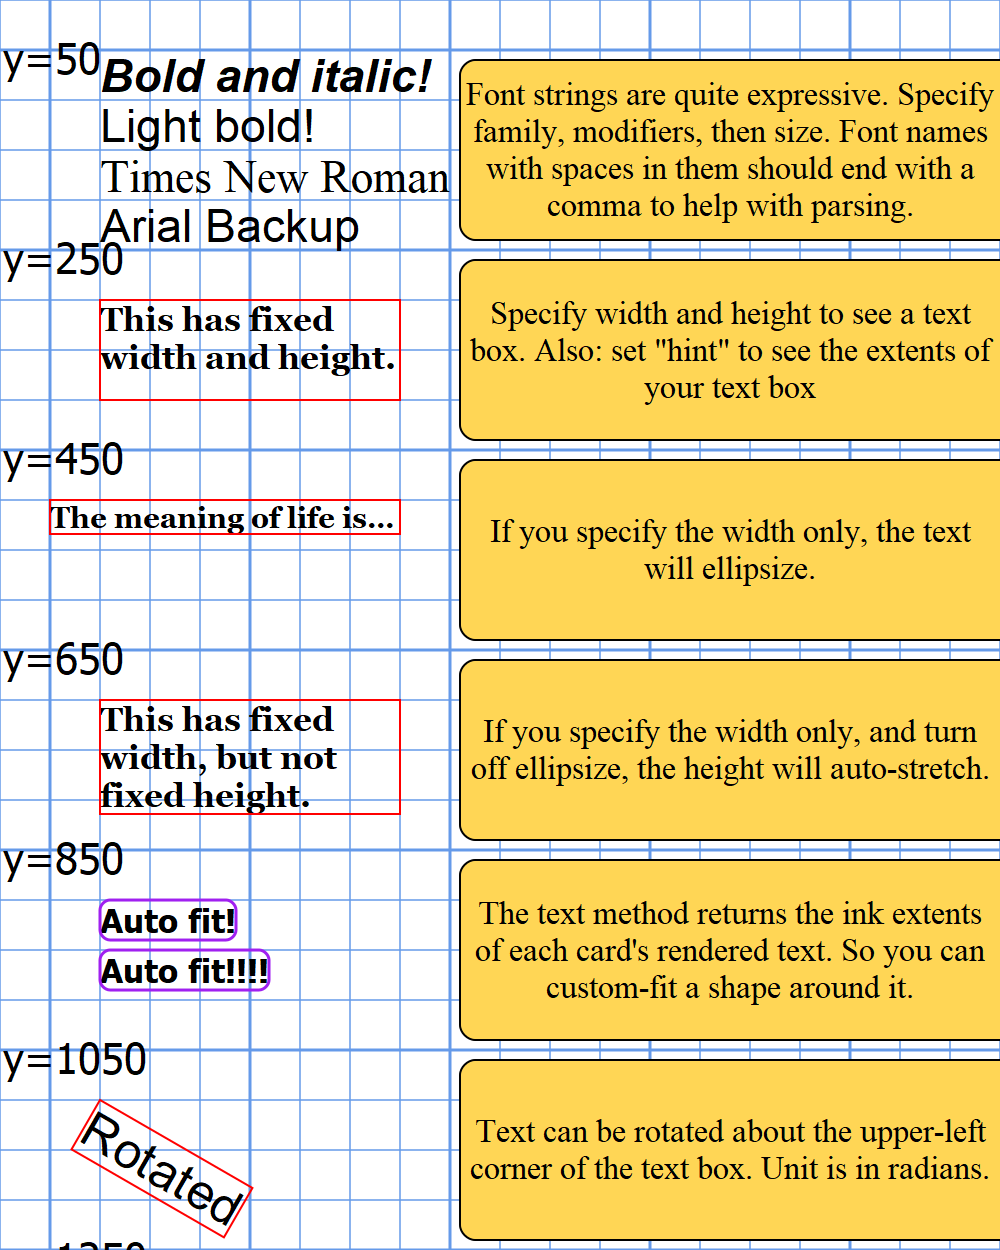 y=50
Bold and italic!
Light bold!
Times New Roman
Arial Backup
Font strings are quite expressive. Specify
family, modifiers, then size. Font names
with spaces in them should end with a
comma to help with parsing.
y=250
This has fixed
width and height.
Specify width and height to see a text
box. Also: set "hint" to see the extents of
your text box
y=450
The meaning of life is...
If you specify the width only, the text
will ellipsize.
y=650
This has fixed
width, but not
fixed height.
If you specify the width only, and turn
off ellipsize, the height will auto-stretch.
y=850
Auto fit!
Auto fit!!!!
The text method returns the ink extents
of each card's rendered text. So you can
custom-fit a shape around it.
y=1050
Rotated
Text can be rotated about the upper-left
corner of the text box. Unit is in radians.